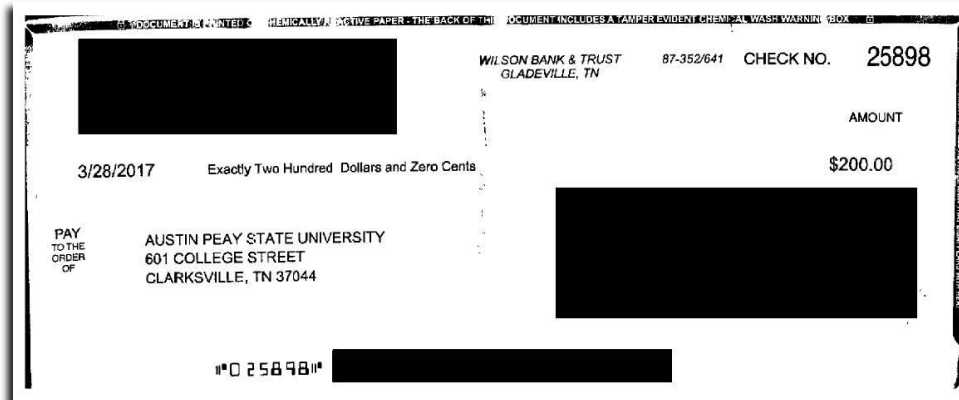 DOCUMENT IS PRINTED ON CHEMICALLY REACTIVE PAPER - THE BACK OF THIS DOCUMENT INCLUDES A TAMPER EVIDENT CHEMICAL WASH WARNING BOX
WILSON BANK & TRUST 87-352/641 CHECK NO. 25898
GLADEVILLE, TN
AMOUNT
3/28/2017 Exactly Two Hundred Dollars and Zero Cents $200.00
PAY
TO THE
ORDER
OF
AUSTIN PEAY STATE UNIVERSITY
601 COLLEGE STREET
CLARKSVILLE, TN 37044
⑈025898⑈